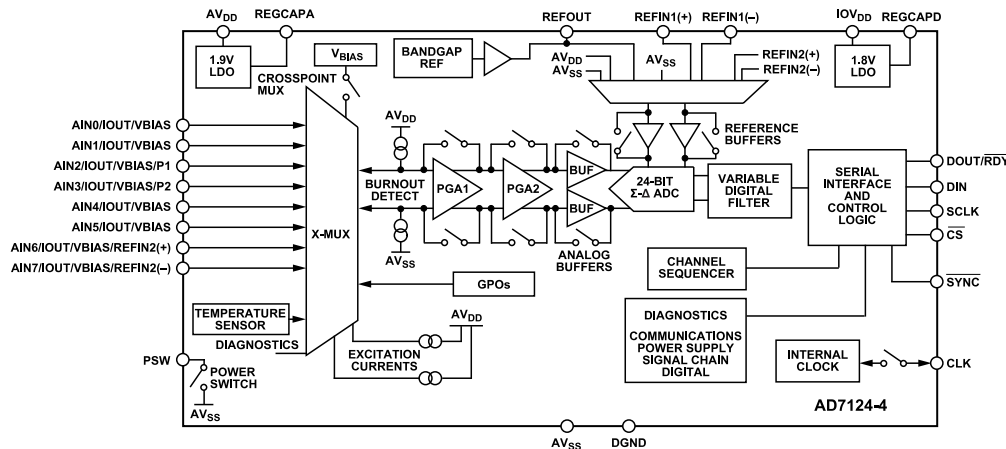 AVDD
REGCAPA
REFOUT
REFIN1(+)
REFIN1(–)
IOVDD
REGCAPD
1.9V
LDO
CROSSPOINT
MUX
VBIAS
BANDGAP
REF
AVDD
AVSS
AVSS
REFIN2(+)
REFIN2(–)
1.8V
LDO
REFERENCE
BUFFERS
AIN0/IOUT/VBIAS
AIN1/IOUT/VBIAS
AIN2/IOUT/VBIAS/P1
AIN3/IOUT/VBIAS/P2
AIN4/IOUT/VBIAS
AIN5/IOUT/VBIAS
AIN6/IOUT/VBIAS/REFIN2(+)
AIN7/IOUT/VBIAS/REFIN2(–)
X-MUX
AVDD
BURNOUT
DETECT
AVSS
PGA1
PGA2
BUF
BUF
ANALOG
BUFFERS
24-BIT
Σ-Δ ADC
VARIABLE
DIGITAL
FILTER
SERIAL
INTERFACE
AND
CONTROL
LOGIC
DOUT/RDY
DIN
SCLK
CS
SYNC
CHANNEL
SEQUENCER
GPOs
TEMPERATURE
SENSOR
DIAGNOSTICS
AVDD
EXCITATION
CURRENTS
DIAGNOSTICS
COMMUNICATIONS
POWER SUPPLY
SIGNAL CHAIN
DIGITAL
INTERNAL
CLOCK
CLK
PSW
POWER
SWITCH
AVSS
AD7124-4
AVSS
DGND